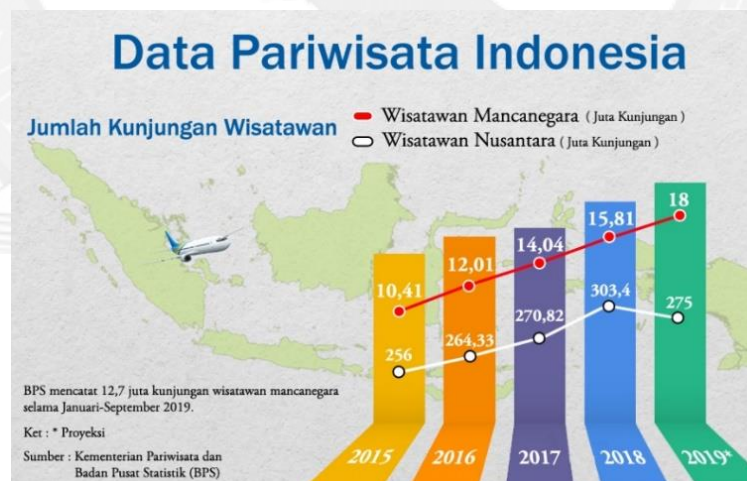 Data Pariwisata Indonesia
Jumlah Kunjungan Wisatawan
Wisatawan Mancanegara ( Juta Kunjungan )
Wisatawan Nusantara ( Juta Kunjungan )
10,41
12,01
14,04
15,81
18
256
264,33
270,82
303,4
275
BPS mencatat 12,7 juta kunjungan wisatawan mancanegara
selama Januari-September 2019.
Ket : * Proyeksi
Sumber : Kementerian Pariwisata dan
Badan Pusat Statistik (BPS)
2015
2016
2017
2018
2019*